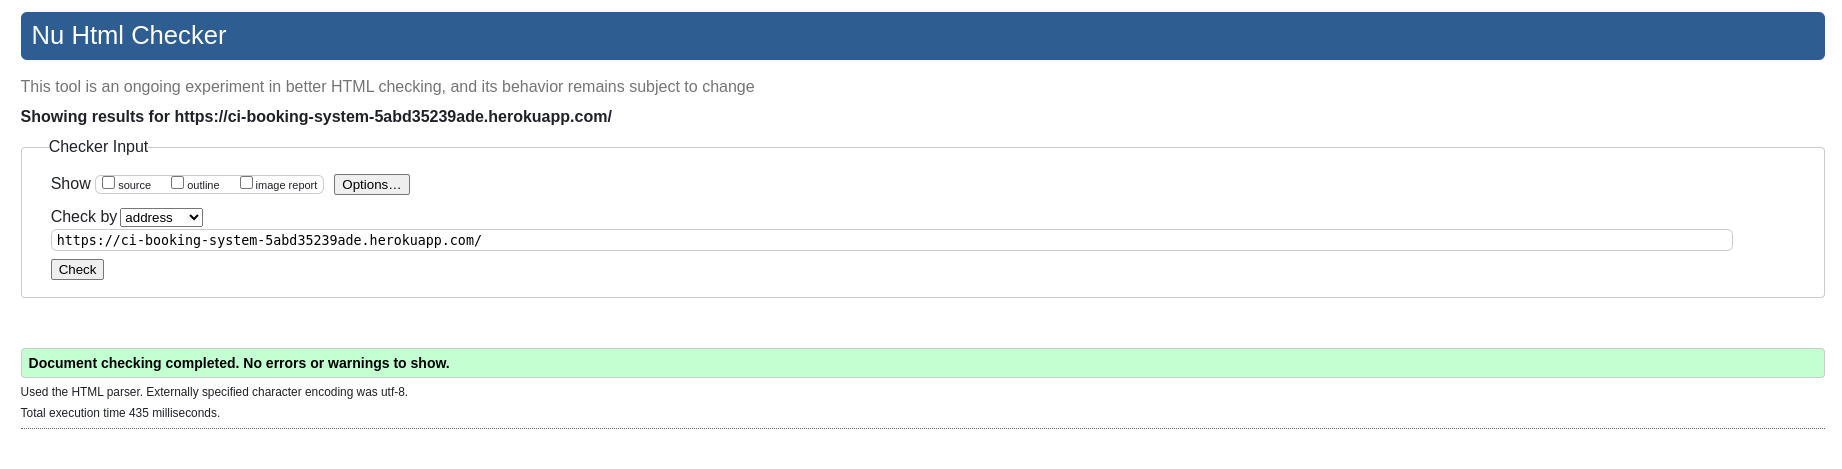 Nu Html Checker
This tool is an ongoing experiment in better HTML checking, and its behavior remains subject to change
Showing results for https://ci-booking-system-5abd35239ade.herokuapp.com/
Checker Input
Show source outline image report Options…
Check by address
https://ci-booking-system-5abd35239ade.herokuapp.com/
Check
Document checking completed. No errors or warnings to show.
Used the HTML parser. Externally specified character encoding was utf-8.
Total execution time 435 milliseconds.